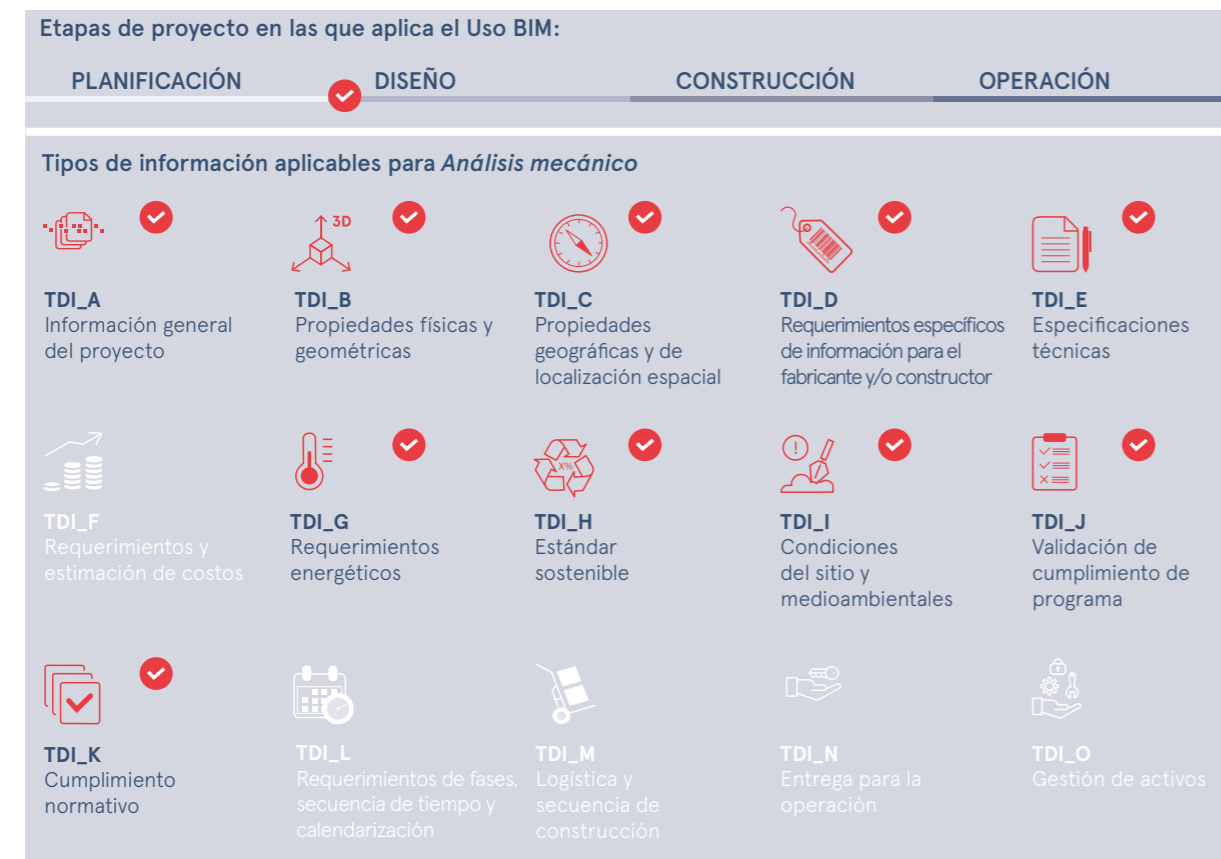 Etapas de proyecto en las que aplica el Uso BIM:
PLANIFICACIÓN
DISEÑO
CONSTRUCCIÓN
OPERACIÓN
Tipos de información aplicables para Análisis mecánico
TDI_A
Información general
del proyecto
3D
TDI_B
Propiedades físicas y
geométricas
TDI_C
Propiedades
geográficas y de
localización espacial
TDI_D
Requerimientos específicos
de información para el
fabricante y/o constructor
TDI_E
Especificaciones
técnicas
TDI_F
Requerimientos y
estimación de costos
TDI_G
Requerimientos
energéticos
X%
TDI_H
Estándar
sostenible
!
TDI_I
Condiciones
del sitio y
medioambientales
TDI_J
Validación de
cumplimiento de
programa
TDI_K
Cumplimiento
normativo
TDI_L
Requerimientos de fases,
secuencia de tiempo y
calendarización
TDI_M
Logística y
secuencia de
construcción
TDI_N
Entrega para la
operación
TDI_O
Gestión de activos